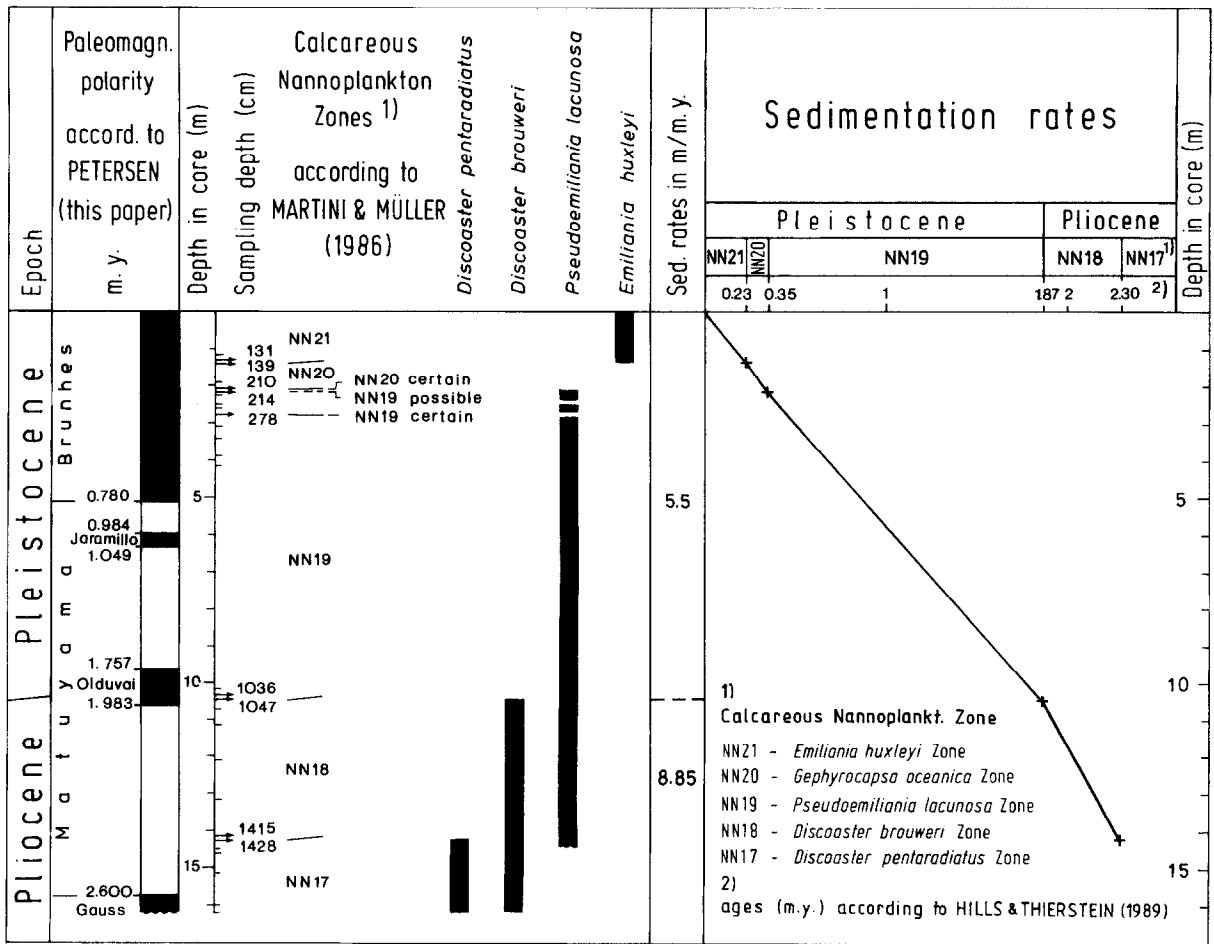 Epoch
Paleomagn.
polarity
accord. to
PETERSEN
(this paper)
m. y.
Depth in core (m)
Sampling depth (cm)
Calcareous
Nannoplankton
Zones 1)
according to
MARTINI & MÜLLER
(1986)
Discoaster pentaradiatus
Discoaster brouweri
Pseudoemiliania lacunosa
Emiliania huxleyi
Sed. rates in m/m. y.
Sedimentation rates
Pleistocene Pliocene
NN21 NN20 NN19 NN18 NN17 1)
0.23 0.35 1 1.87 2 2.30 2)
Depth in core (m)
Pleistocene
Pliocene
Brunhes
Matuyama
0.780
0.984
Jaramillo
1.049
1.757
Olduvai
1.983
2.600
Gauss
5
10
15
131
139
210
214
278
1036
1047
1415
1428
NN21
NN20
NN20 certain
NN19 possible
NN19 certain
NN19
NN18
NN17
5.5
8.85
5
10
15
1)
Calcareous Nannoplankt. Zone
NN21 - Emiliania huxleyi Zone
NN20 - Gephyrocapsa oceanica Zone
NN19 - Pseudoemiliania lacunosa Zone
NN18 - Discoaster brouweri Zone
NN17 - Discoaster pentaradiatus Zone
2)
ages (m.y.) according to HILLS & THIERSTEIN (1989)